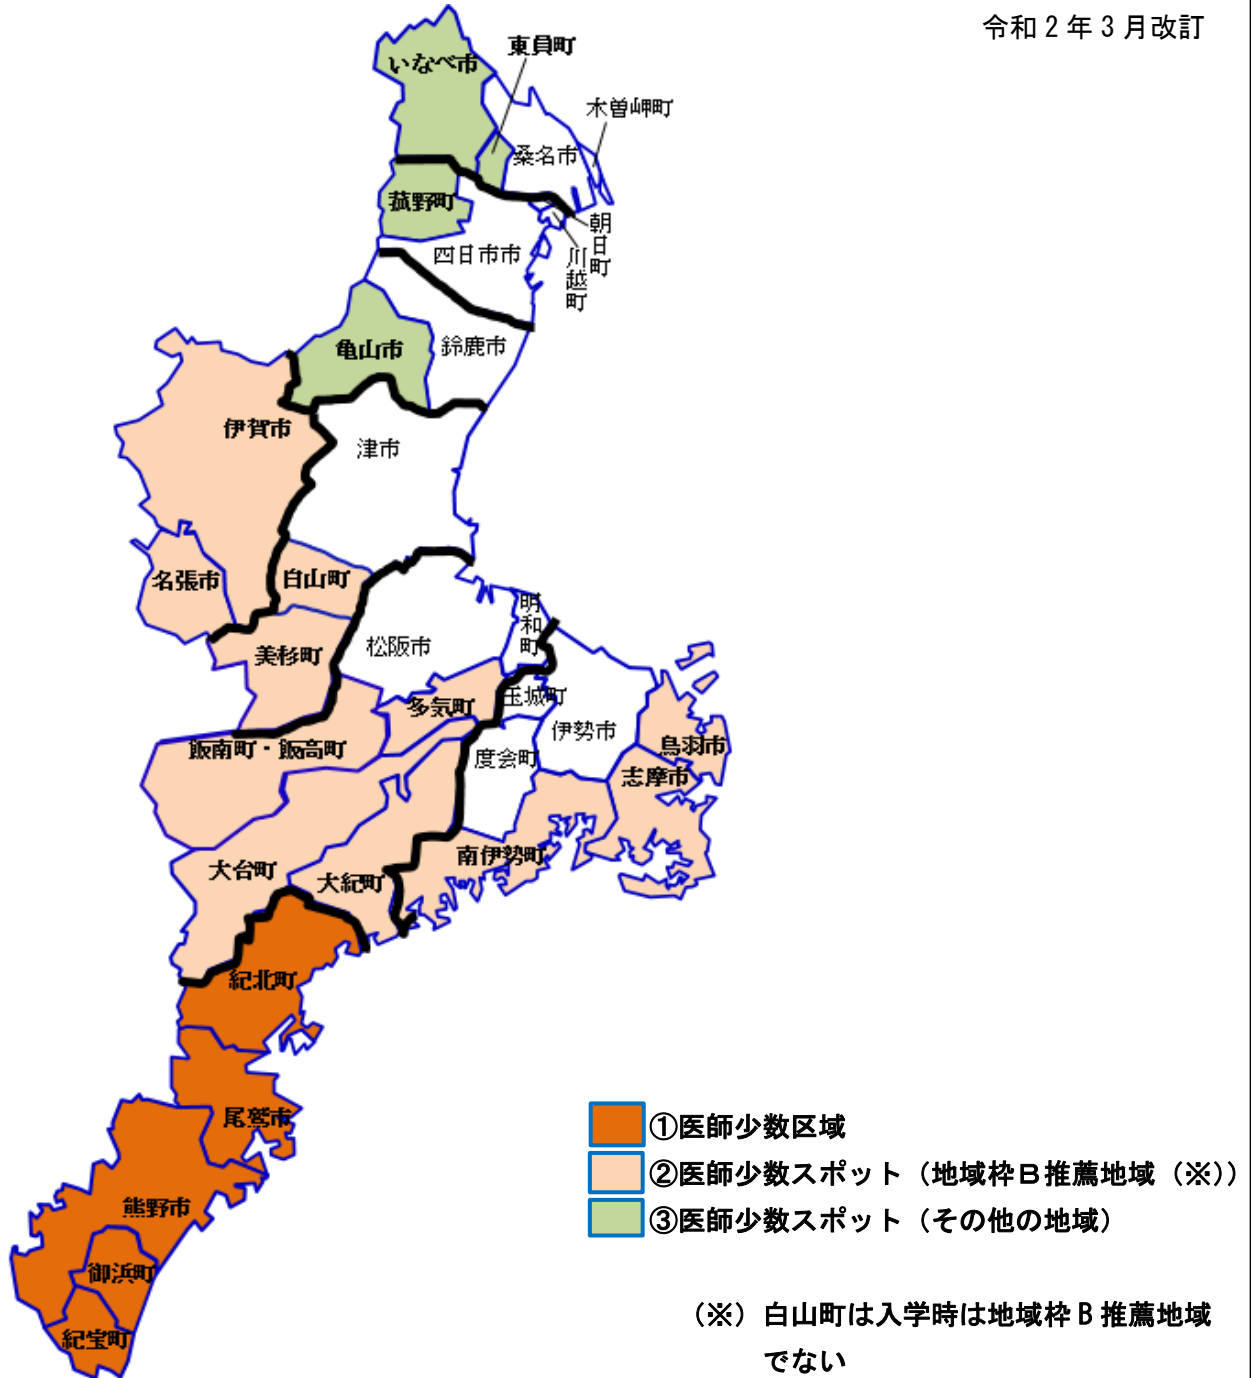 令和２年３月改訂
いなべ市
東員町
木曽岬町
桑名市
菰野町
朝日町
川越町
四日市市
亀山市
鈴鹿市
伊賀市
津市
名張市
白山町
明和町
松阪市
美杉町
多気町
玉城町
伊勢市
鳥羽市
飯南町・飯高町
度会町
志摩市
大台町
大紀町
南伊勢町
紀北町
尾鷲市
熊野市
御浜町
紀宝町
①医師少数区域
②医師少数スポット（地域枠Ｂ推薦地域（※））
③医師少数スポット（その他の地域）
（※）白山町は入学時は地域枠Ｂ推薦地域
でない